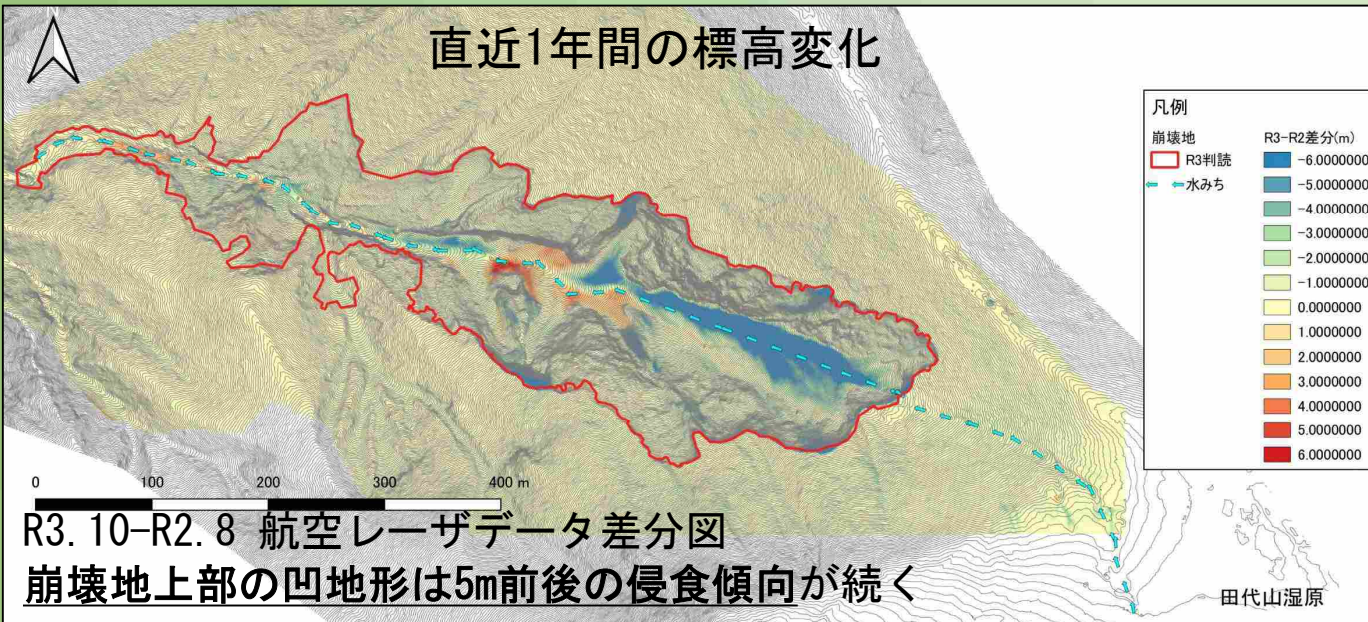 N
直近1年間の標高変化
凡例
崩壊地
R3判読
水みち
R3-R2差分(m)
-6.0000000
-5.0000000
-4.0000000
-3.0000000
-2.0000000
-1.0000000
0.0000000
1.0000000
2.0000000
3.0000000
4.0000000
5.0000000
6.0000000
0 100 200 300 400 m
R3.10-R2.8 航空レーザデータ差分図
崩壊地上部の凹地形は5m前後の侵食傾向が続く
田代山湿原